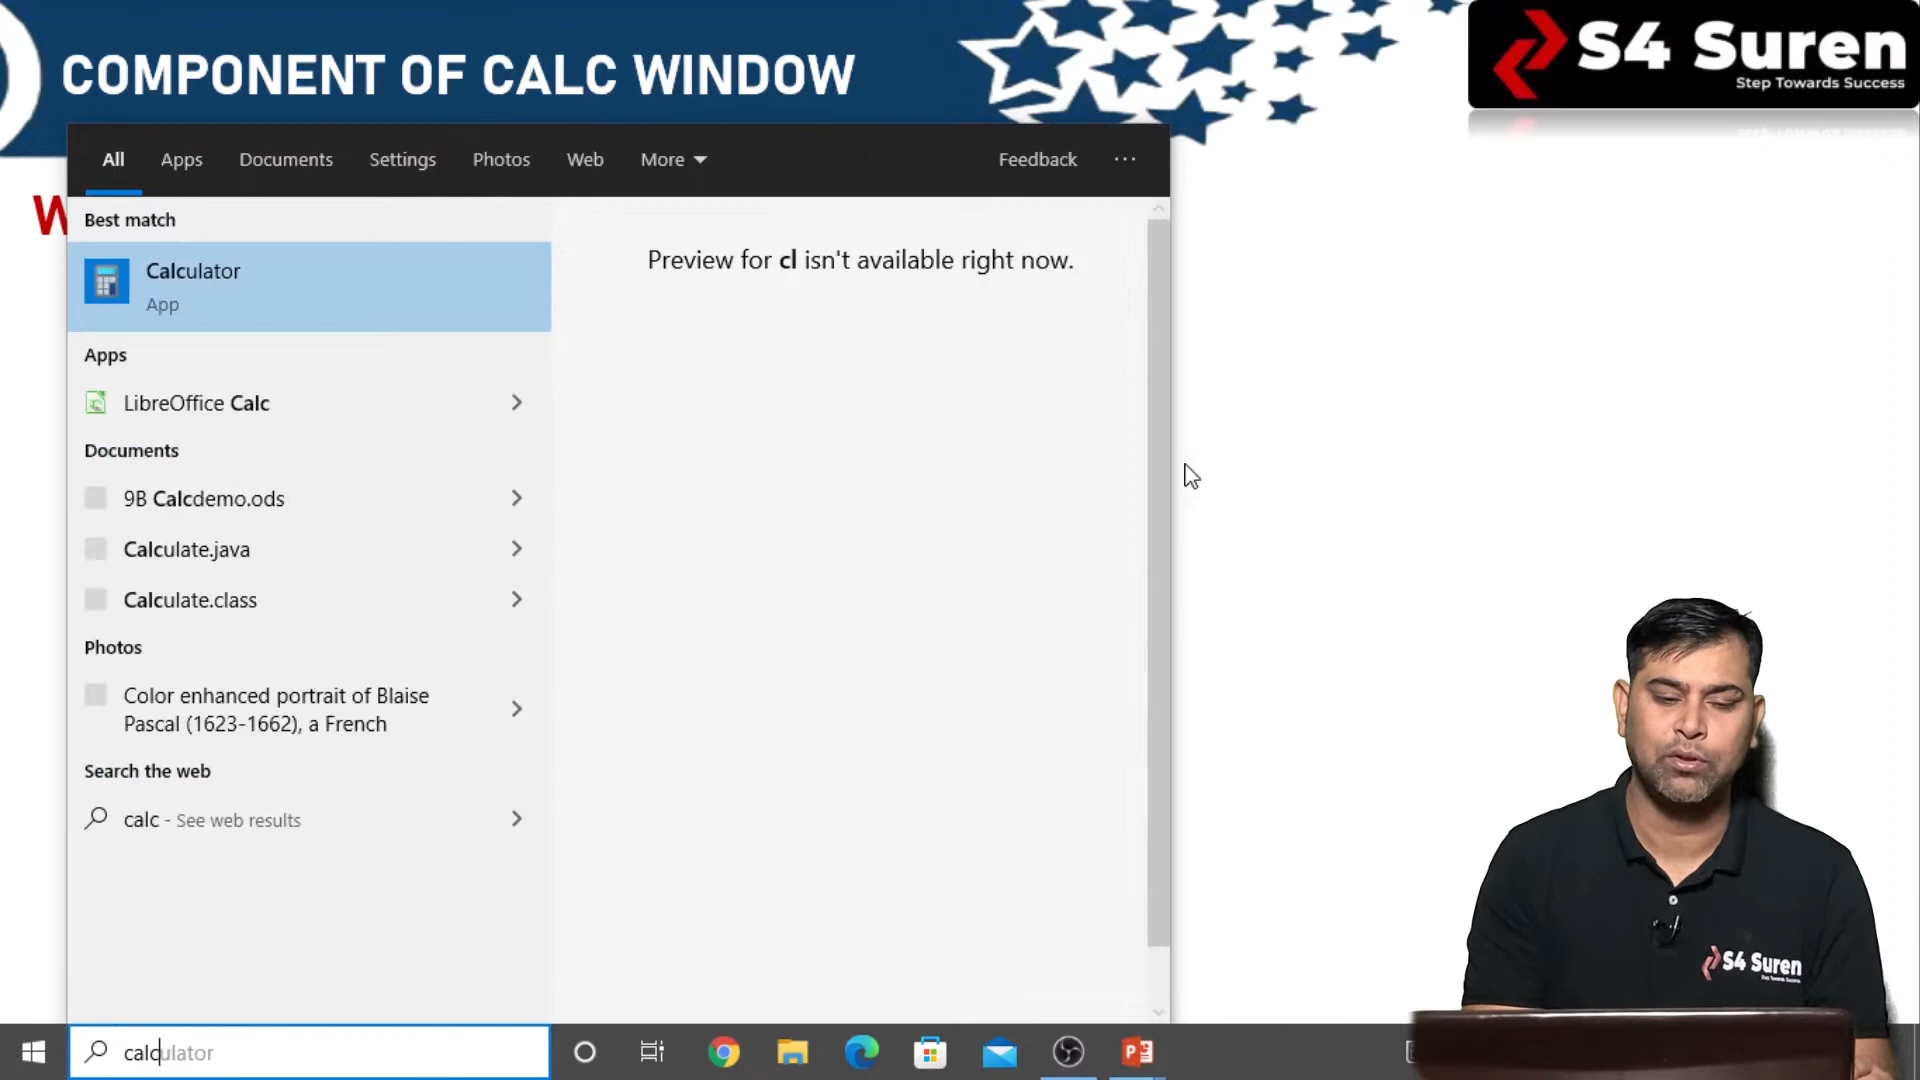 COMPONENT OF CALC WINDOW
S4 Suren
Step Towards Success
All Apps Documents Settings Photos Web More Feedback ...
W
Best match
Calculator
App
Preview for cl isn't available right now.
Apps
LibreOffice Calc
Documents
9B Calcdemo.ods
Calculate.java
Calculate.class
Photos
Color enhanced portrait of Blaise
Pascal (1623-1662), a French
Search the web
calc - See web results
S4 Suren
calculator